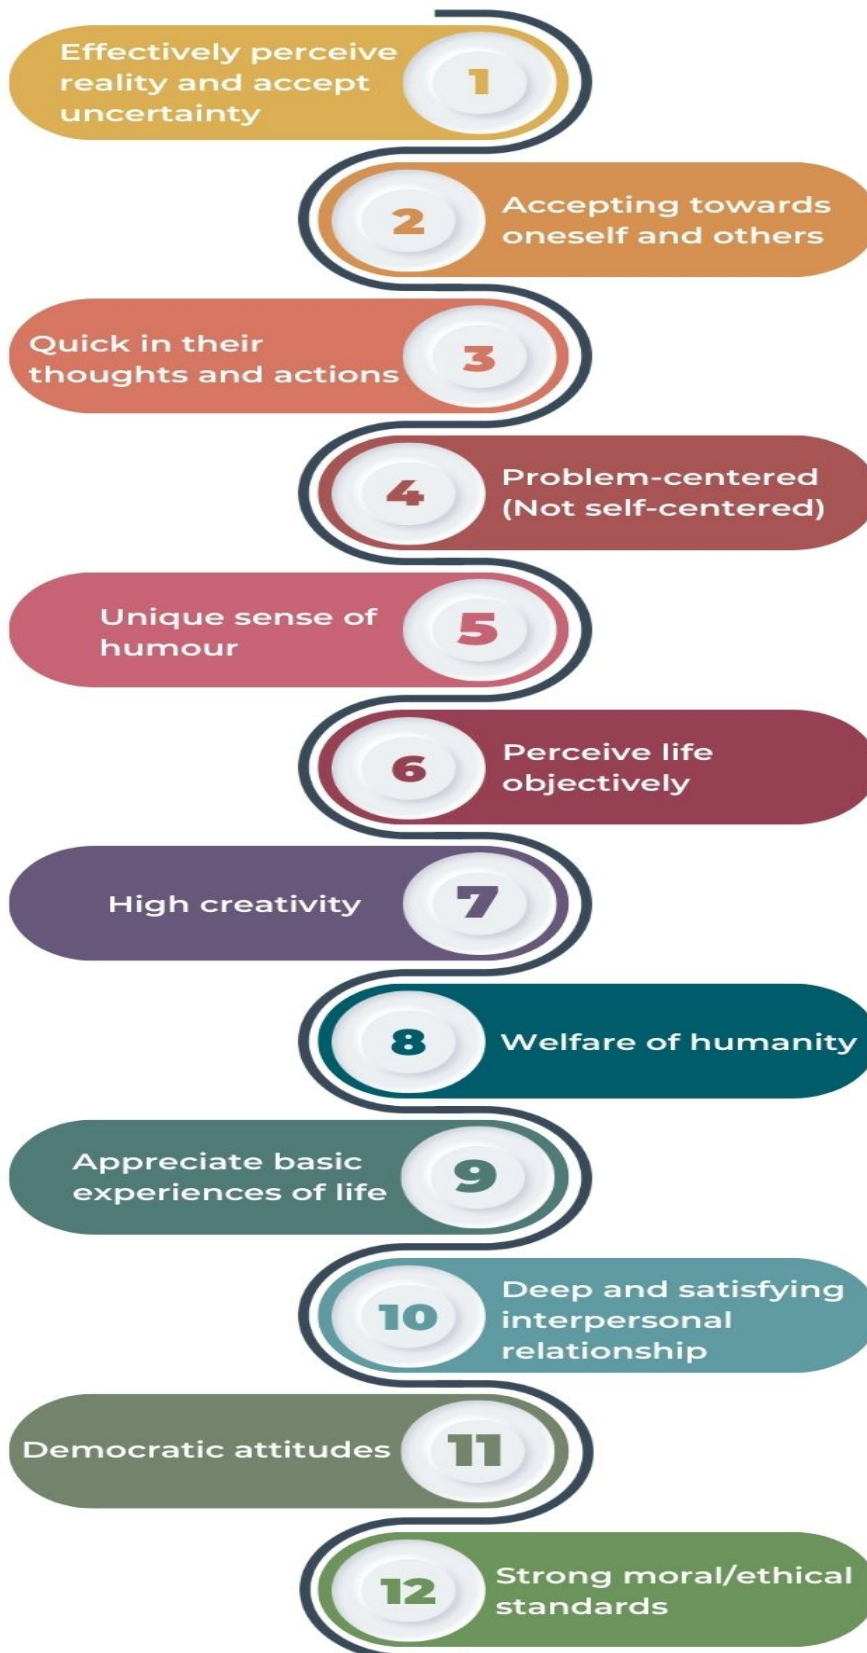 Effectively perceive
reality and accept
uncertainty
1
2
Accepting towards
oneself and others
Quick in their
thoughts and actions
3
4
Problem-centered
(Not self-centered)
Unique sense of
humour
5
6
Perceive life
objectively
High creativity
7
8
Welfare of humanity
Appreciate basic
experiences of life
9
10
Deep and satisfying
interpersonal
relationship
Democratic attitudes
11
12
Strong moral/ethical
standards